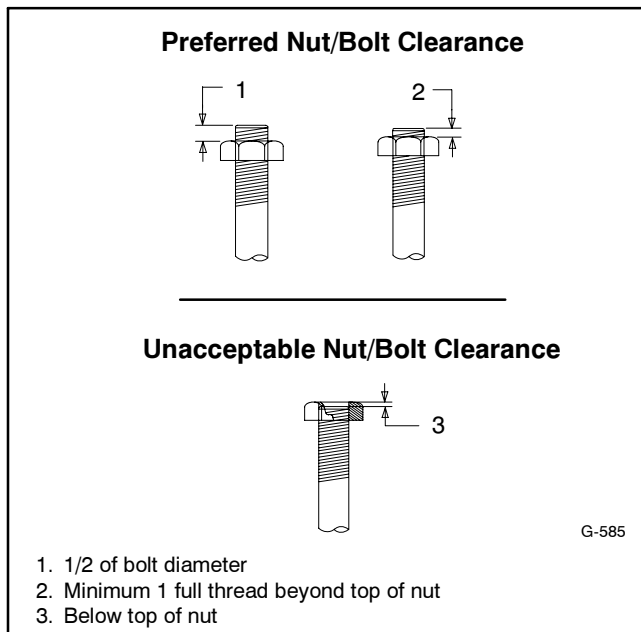 Preferred Nut/Bolt Clearance
1
2
Unacceptable Nut/Bolt Clearance
3
G-585
1. 1/2 of bolt diameter
2. Minimum 1 full thread beyond top of nut
3. Below top of nut